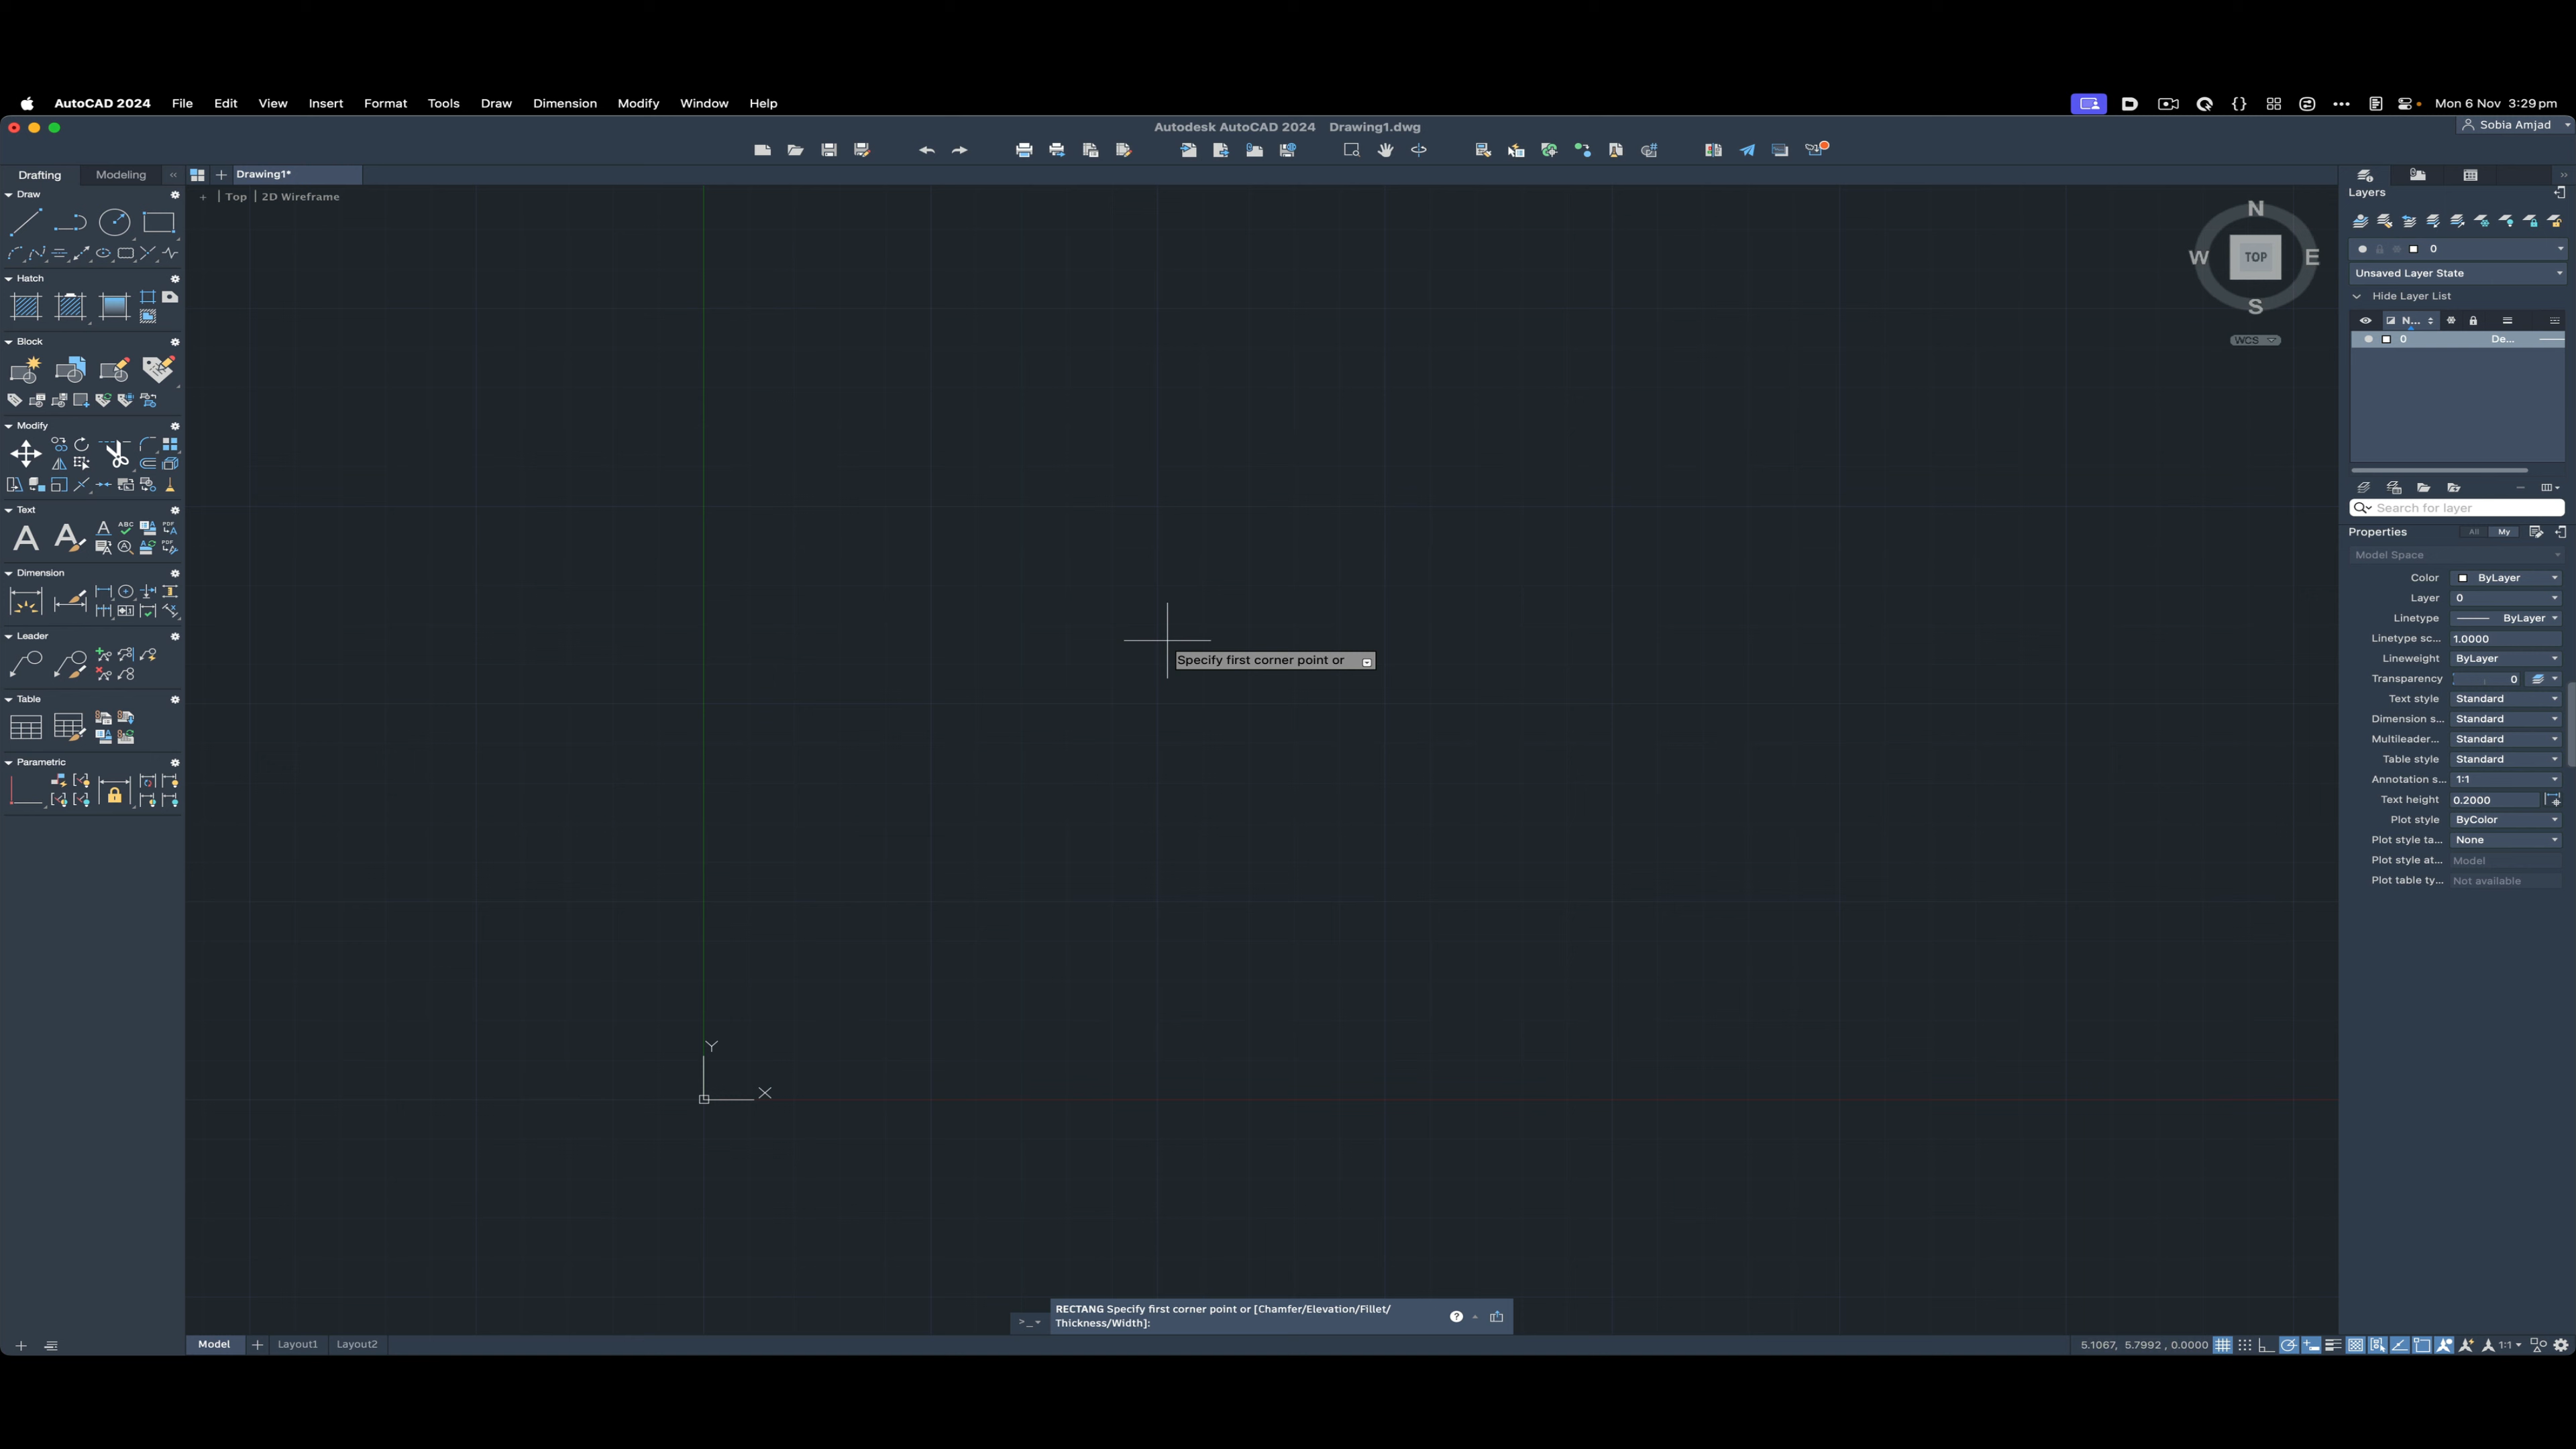 AutoCAD 2024 File Edit View Insert Format Tools Draw Dimension Modify Window Help
Mon 6 Nov 3:29 pm
Autodesk AutoCAD 2024 Drawing1.dwg
Sobia Amjad
Drafting Modeling
Drawing1*
Draw
Top 2D Wireframe
Hatch
Block
Modify
Text
Dimension
Leader
Table
Parametric
N
W TOP E
S
WCS
Specify first corner point or
Y
X
RECTANG Specify first corner point or [Chamfer/Elevation/Fillet/
Thickness/Width]:
Model Layout1 Layout2
5.1067, 5.7992 , 0.0000
1:1
Layers
0
Unsaved Layer State
Hide Layer List
N...
0 De...
Search for layer
Properties All My
Model Space
Color ByLayer
Layer 0
Linetype ByLayer
Linetype sc... 1.0000
Lineweight ByLayer
Transparency 0
Text style Standard
Dimension s... Standard
Multileader... Standard
Table style Standard
Annotation s... 1:1
Text height 0.2000
Plot style ByColor
Plot style ta... None
Plot style at... Model
Plot table ty... Not available